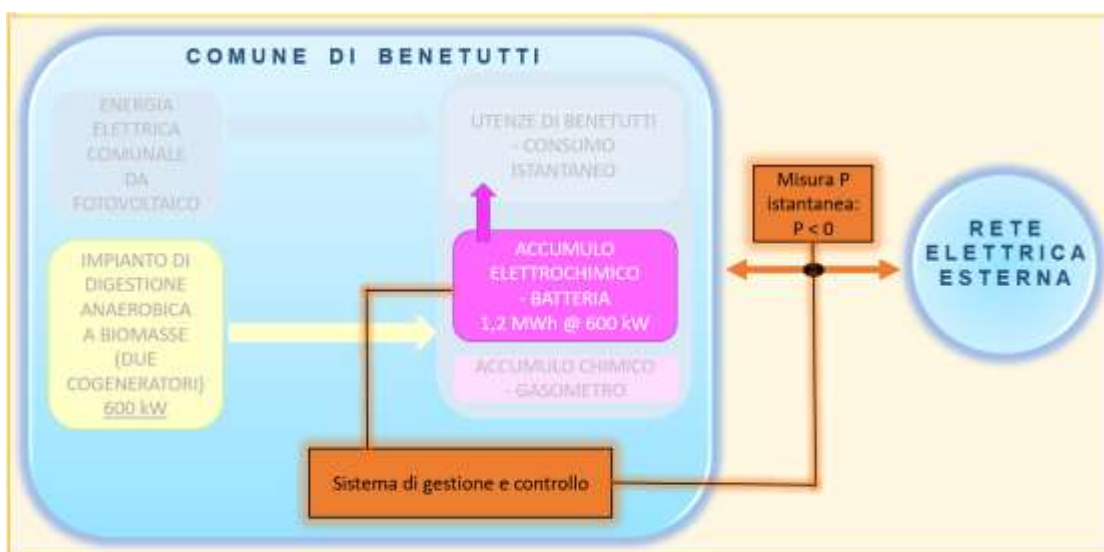 COMUNE DI BENETUTTI
ENERGIA
ELETTRICA
COMUNALE
DA
FOTOVOLTAICO
UTENZE DI BENETUTTI
- CONSUMO
ISTANTANEO
IMPIANTO DI
DIGESTIONE
ANAEROBICA
A BIOMASSE
(DUE
COGENERATORI)
600 kW
ACCUMULO
ELETTROCHIMICO
- BATTERIA
1,2 MWh @ 600 kW
ACCUMULO CHIMICO
- GASOMETRO
Sistema di gestione e controllo
Misura P
istantanea:
P < 0
RETE
ELETTRICA
ESTERNA